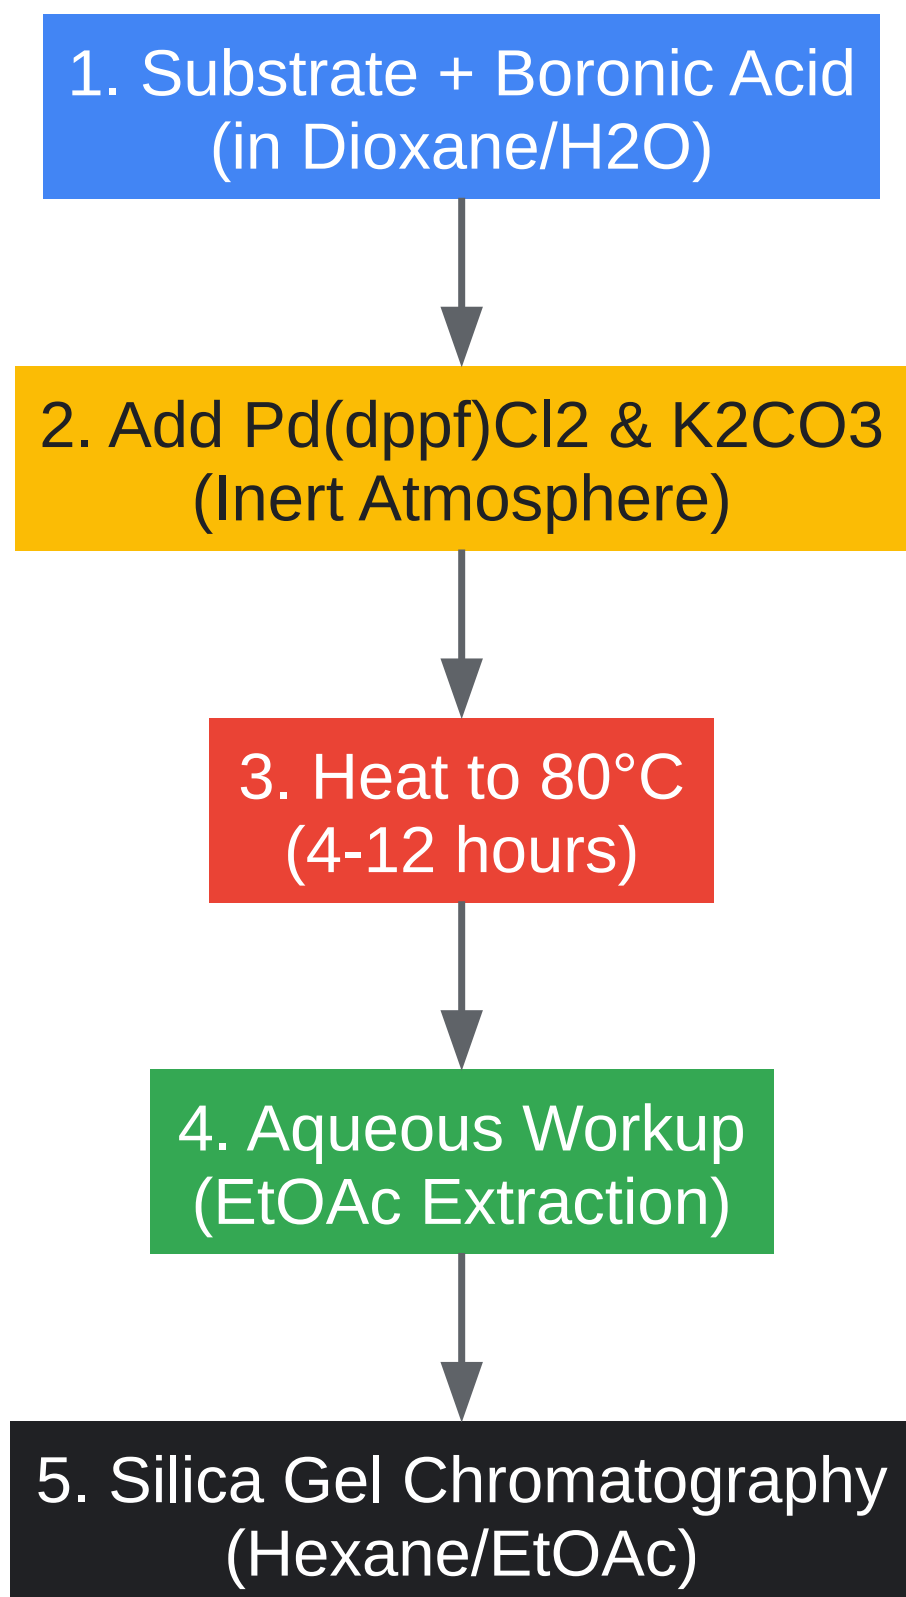 1. Substrate + Boronic Acid
(in Dioxane/H2O)
2. Add Pd(dppf)Cl2 & K2CO3
(Inert Atmosphere)
3. Heat to 80°C
(4-12 hours)
4. Aqueous Workup
(EtOAc Extraction)
5. Silica Gel Chromatography
(Hexane/EtOAc)